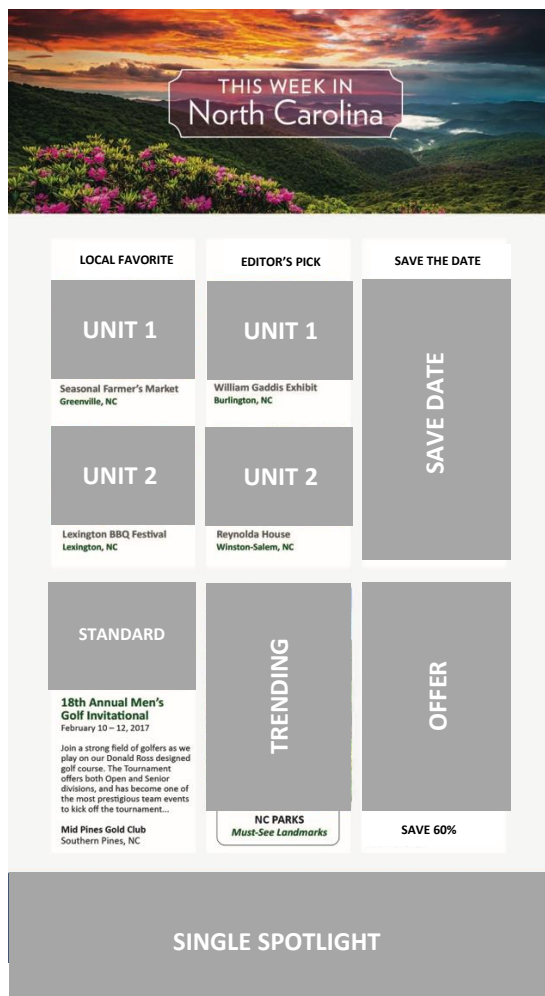 THIS WEEK IN
North Carolina
LOCAL FAVORITE
UNIT 1
Seasonal Farmer's Market
Greenville, NC
UNIT 2
Lexington BBQ Festival
Lexington, NC
EDITOR'S PICK
UNIT 1
William Gaddis Exhibit
Burlington, NC
UNIT 2
Reynolda House
Winston-Salem, NC
SAVE THE DATE
SAVE DATE
STANDARD
18th Annual Men's
Golf Invitational
February 10 – 12, 2017
Join a strong field of golfers as we
play on our Donald Ross designed
golf course. The Tournament
offers both Open and Senior
divisions, and has become one of
the most prestigious team events
to kick off the tournament...
Mid Pines Gold Club
Southern Pines, NC
TRENDING
NC PARKS
Must-See Landmarks
OFFER
SAVE 60%
SINGLE SPOTLIGHT